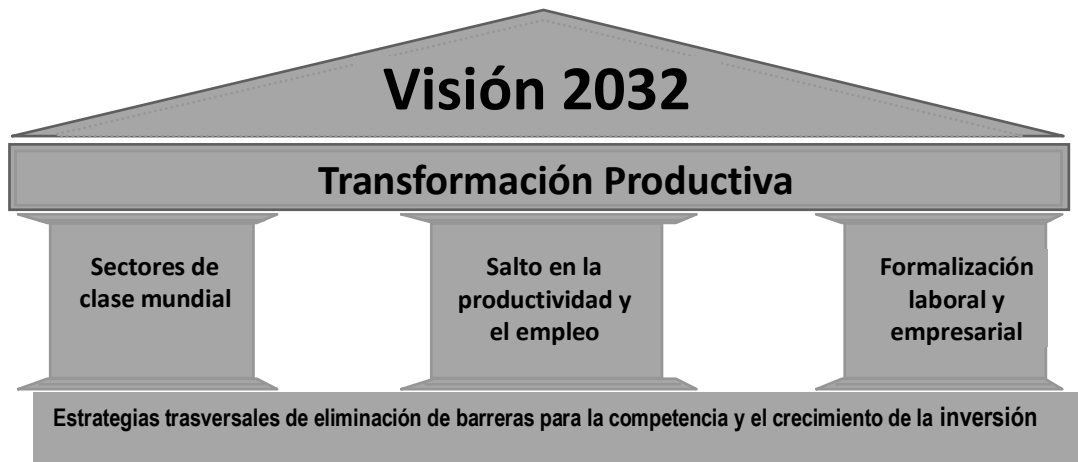 Visión 2032
Transformación Productiva
Sectores de
clase mundial
Salto en la
productividad y
el empleo
Formalización
laboral y
empresarial
Estrategias trasversales de eliminación de barreras para la competencia y el crecimiento de la inversión